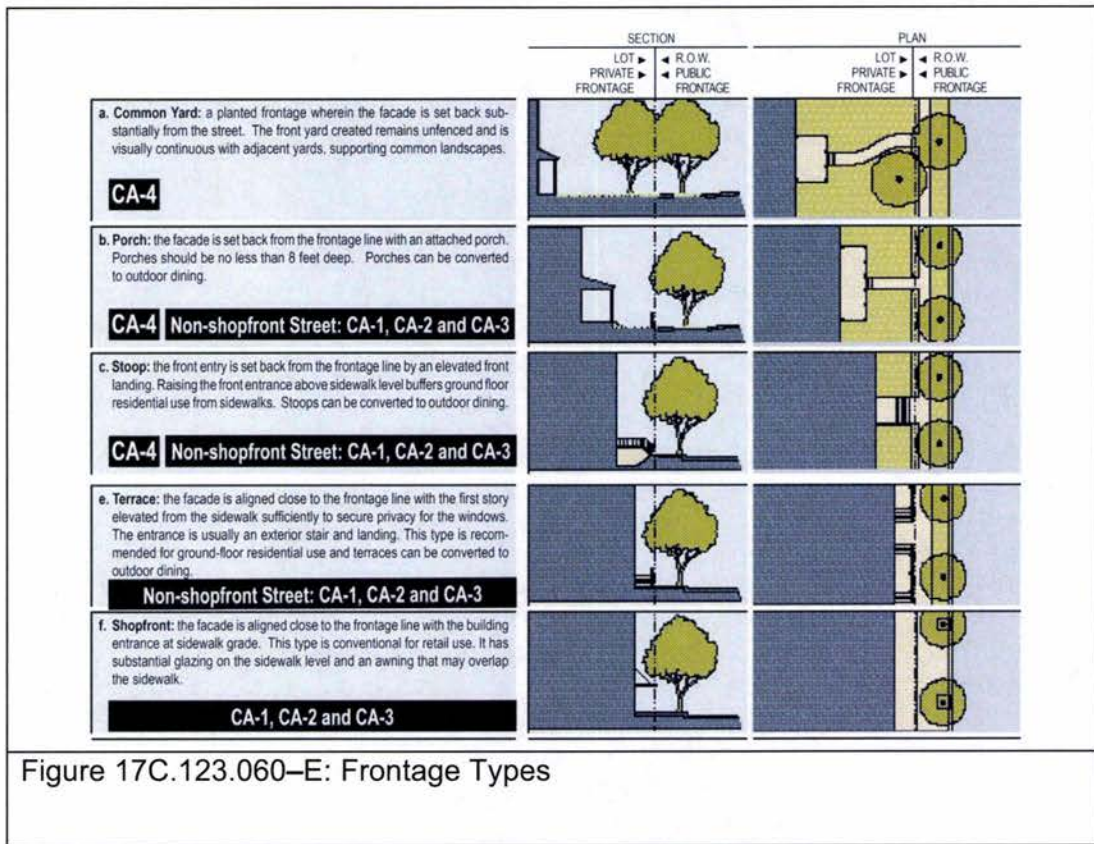 SECTION
PLAN
LOT ► ◄ R.O.W.
PRIVATE ► ◄ PUBLIC
FRONTAGE FRONTAGE
LOT ► ◄ R.O.W.
PRIVATE ► ◄ PUBLIC
FRONTAGE FRONTAGE
a. Common Yard: a planted frontage wherein the facade is set back sub-
stantially from the street. The front yard created remains unfenced and is
visually continuous with adjacent yards, supporting common landscapes.
CA-4
b. Porch: the facade is set back from the frontage line with an attached porch.
Porches should be no less than 8 feet deep. Porches can be converted
to outdoor dining.
CA-4 Non-shopfront Street: CA-1, CA-2 and CA-3
c. Stoop: the front entry is set back from the frontage line by an elevated front
landing. Raising the front entrance above sidewalk level buffers ground floor
residential use from sidewalks. Stoops can be converted to outdoor dining.
CA-4 Non-shopfront Street: CA-1, CA-2 and CA-3
e. Terrace: the facade is aligned close to the frontage line with the first story
elevated from the sidewalk sufficiently to secure privacy for the windows.
The entrance is usually an exterior stair and landing. This type is recom-
mended for ground-floor residential use and terraces can be converted to
outdoor dining.
Non-shopfront Street: CA-1, CA-2 and CA-3
f. Shopfront: the facade is aligned close to the frontage line with the building
entrance at sidewalk grade. This type is conventional for retail use. It has
substantial glazing on the sidewalk level and an awning that may overlap
the sidewalk.
CA-1, CA-2 and CA-3
Figure 17C.123.060–E: Frontage Types